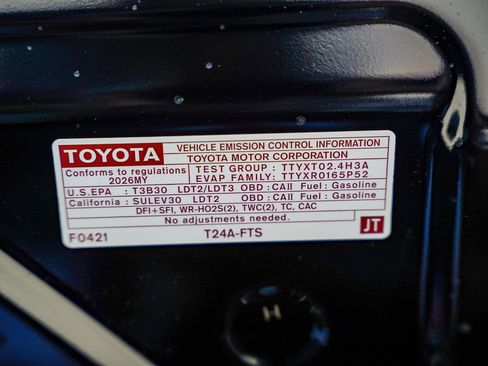 TOYOTA VEHICLE EMISSION CONTROL INFORMATION
TOYOTA MOTOR CORPORATION
Conforms to regulations TEST GROUP : TTYXT02.4H3A
2026MY EVAP FAMILY : TTYXR0165P52
U.S.EPA : T3B30 LDT2/LDT3 OBD : CAII Fuel : Gasoline
California : SULEV30 LDT2 OBD : CAII Fuel : Gasoline
DFI+SFI, WR-HO2S(2), TWC(2), TC, CAC
No adjustments needed.
F0421 T24A-FTS JT
H